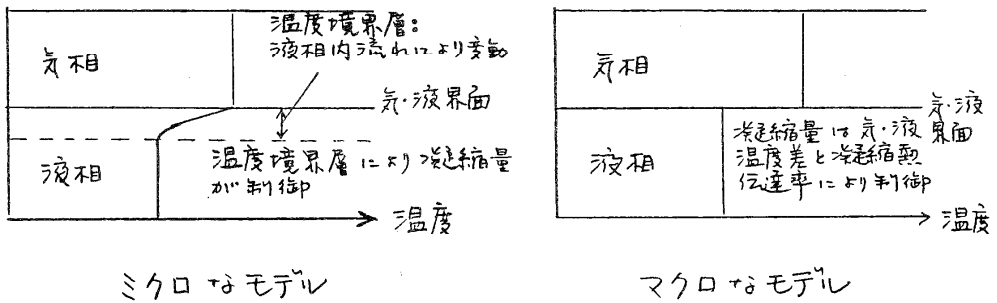 温度境界層:
液相内流れにより変動
気相
気・液界面
液相
温度境界層により凝縮量
が制御
温度
ミクロなモデル
気相
気・液
界面
液相
凝縮量は気・液
温度差と凝縮熱
伝達率により制御
温度
マクロなモデル